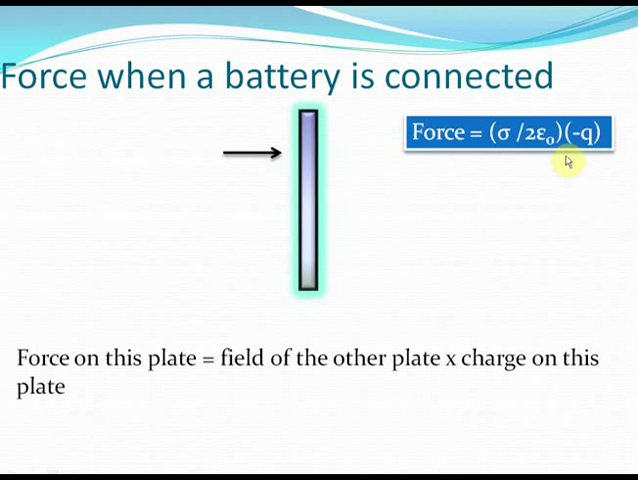 Force when a battery is connected
Force = (σ /2ε₀)(-q)
Force on this plate = field of the other plate x charge on this
plate